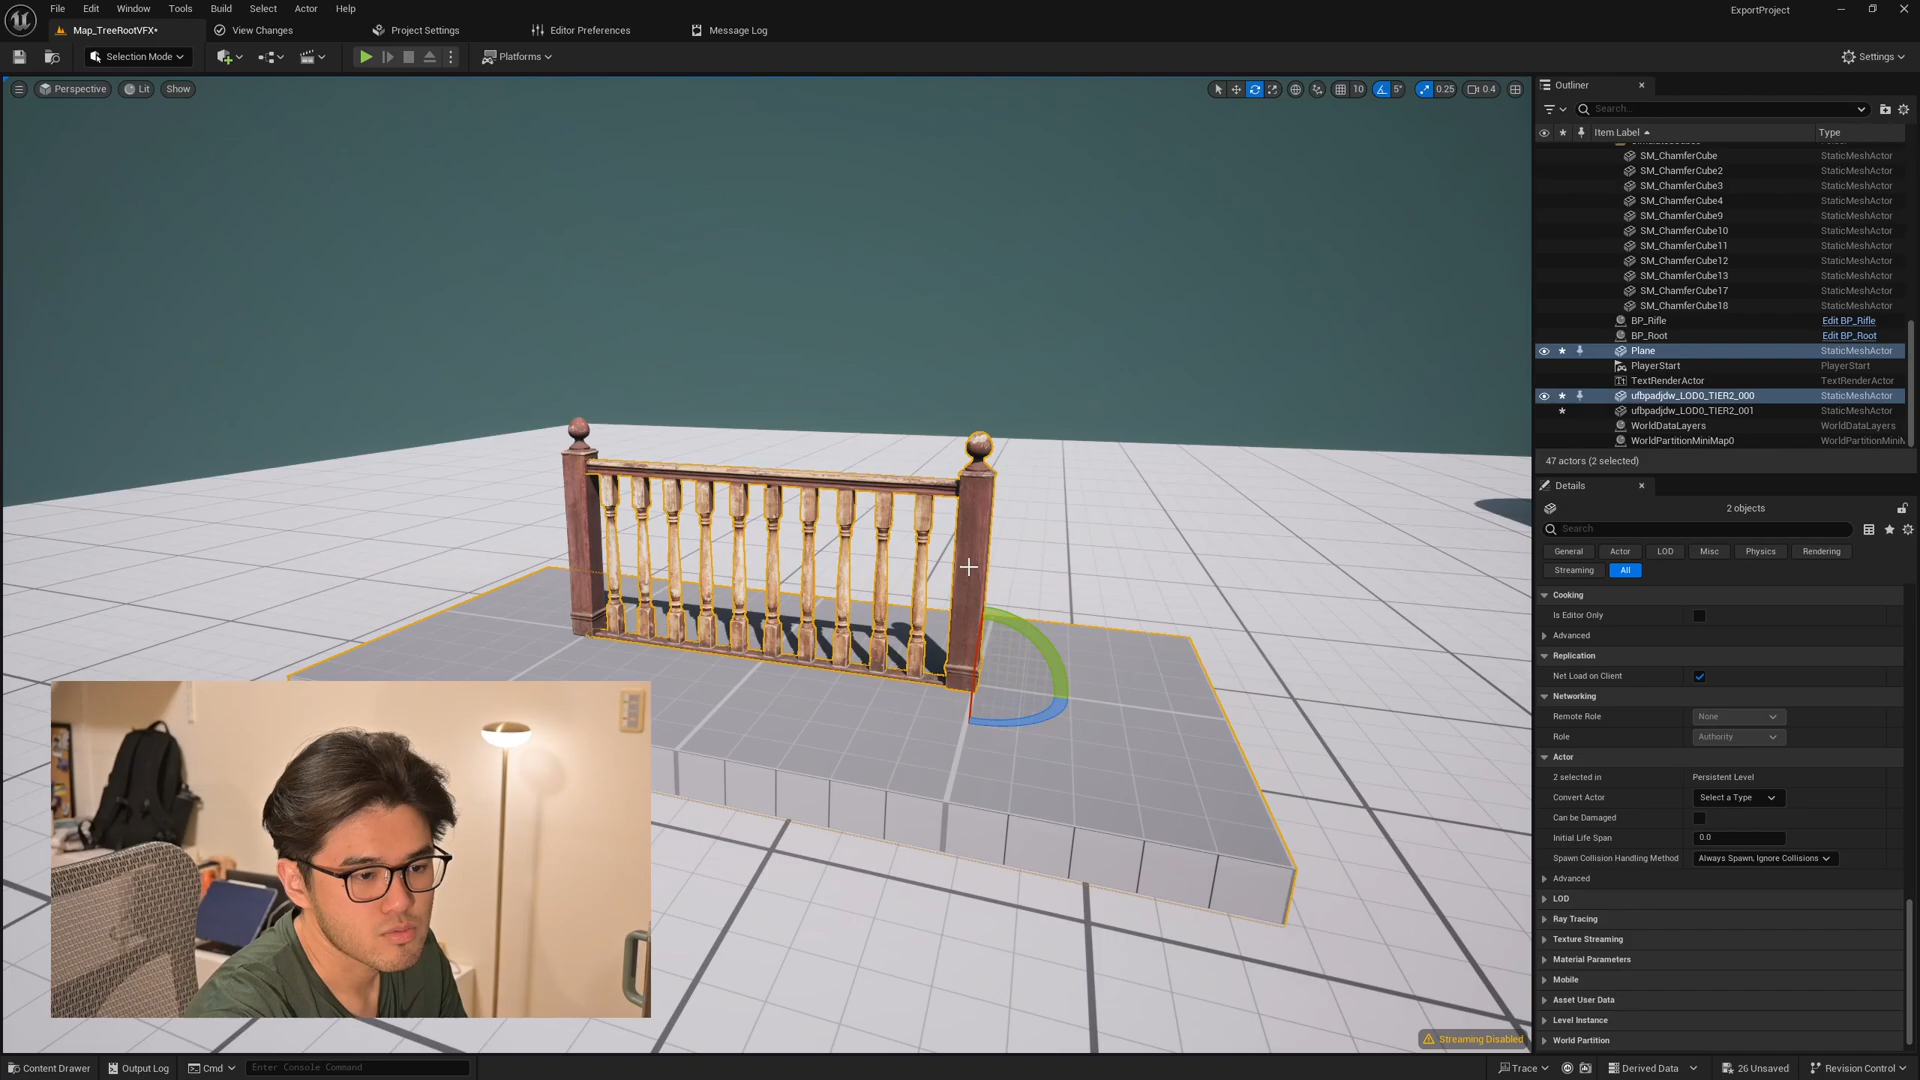 File Edit Window Tools Build Select Actor Help
ExportProject
Map_TreeRootVFX* View Changes Project Settings Editor Preferences Message Log
Selection Mode Platforms Settings
Perspective Lit Show 10 5° 0.25 0.4
Outliner
Search...
Item Label Type
SM_ChamferCube StaticMeshActor
SM_ChamferCube2 StaticMeshActor
SM_ChamferCube3 StaticMeshActor
SM_ChamferCube4 StaticMeshActor
SM_ChamferCube9 StaticMeshActor
SM_ChamferCube10 StaticMeshActor
SM_ChamferCube11 StaticMeshActor
SM_ChamferCube12 StaticMeshActor
SM_ChamferCube13 StaticMeshActor
SM_ChamferCube17 StaticMeshActor
SM_ChamferCube18 StaticMeshActor
BP_Rifle Edit BP_Rifle
BP_Root Edit BP_Root
Plane StaticMeshActor
PlayerStart PlayerStart
TextRenderActor TextRenderActor
ufbpadjdw_LOD0_TIER2_000 StaticMeshActor
ufbpadjdw_LOD0_TIER2_001 StaticMeshActor
WorldDataLayers WorldDataLayers
WorldPartitionMiniMap0 WorldPartitionMiniM
47 actors (2 selected)
Details
2 objects
Search
General Actor LOD Misc Physics Rendering
Streaming All
Cooking
Is Editor Only
Advanced
Replication
Net Load on Client
Networking
Remote Role None
Role Authority
Actor
2 selected in Persistent Level
Convert Actor Select a Type
Can be Damaged
Initial Life Span 0.0
Spawn Collision Handling Method Always Spawn, Ignore Collisions
Advanced
LOD
Ray Tracing
Texture Streaming
Material Parameters
Mobile
Asset User Data
Level Instance
World Partition
Streaming Disabled
Content Drawer Output Log Cmd Enter Console Command Trace Derived Data 26 Unsaved Revision Control